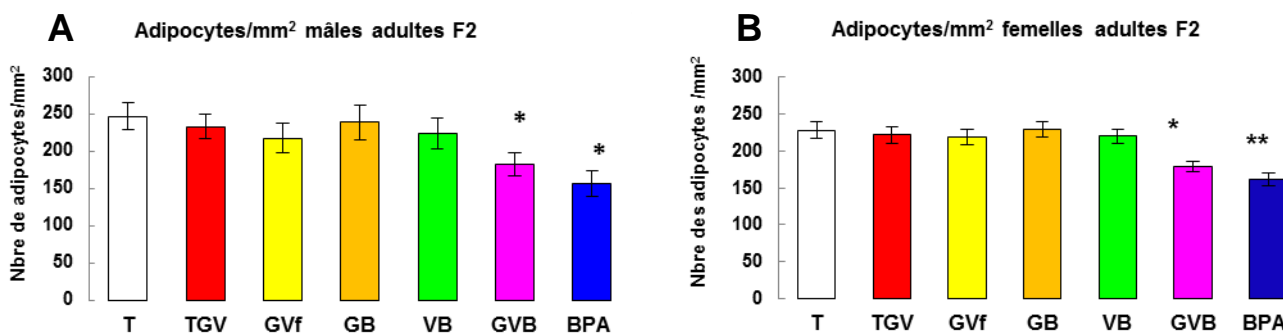 A
Adipocytes/mm² mâles adultes F2
Nbre de adipocytes/mm²
300
250
200
150
100
50
0
*
*
T TGV GVf GB VB GVB BPA
B
Adipocytes/mm² femelles adultes F2
Nbre des adipocytes /mm²
300
250
200
150
100
50
0
*
**
T TGV GVf GB VB GVB BPA